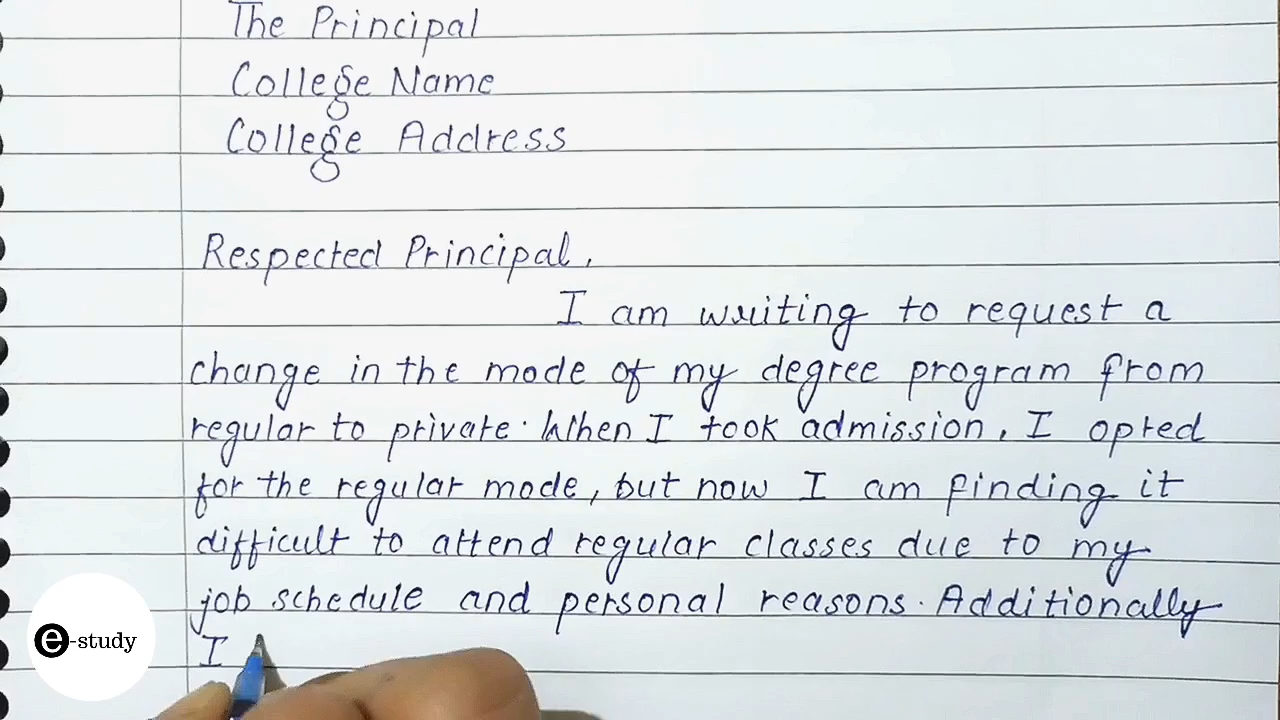 The Principal
College Name
College Address
Respected Principal,
I am writing to request a
change in the mode of my degree program from
regular to private. When I took admission, I opted
for the regular mode, but now I am finding it
difficult to attend regular classes due to my
job schedule and personal reasons. Additionally
I
e-study